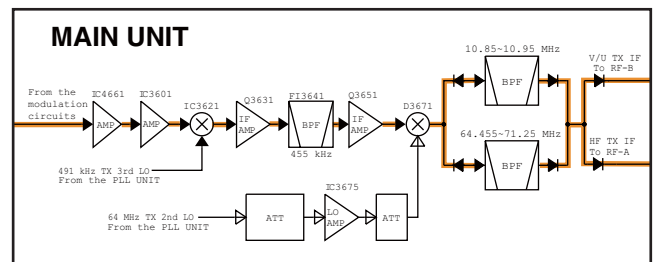 MAIN UNIT
From the
modulation
circuits
IC4661
AMP
IC3601
AMP
IC3621
Q3631
IF
AMP
FI3641
BPF
455 kHz
Q3651
IF
AMP
D3671
10.85~10.95 MHz
BPF
64.455~71.25 MHz
BPF
V/U TX IF
To RF-B
HF TX IF
To RF-A
491 kHz TX 3rd LO
From the PLL UNIT
64 MHz TX 2nd LO
From the PLL UNIT
ATT
IC3675
LO
AMP
ATT